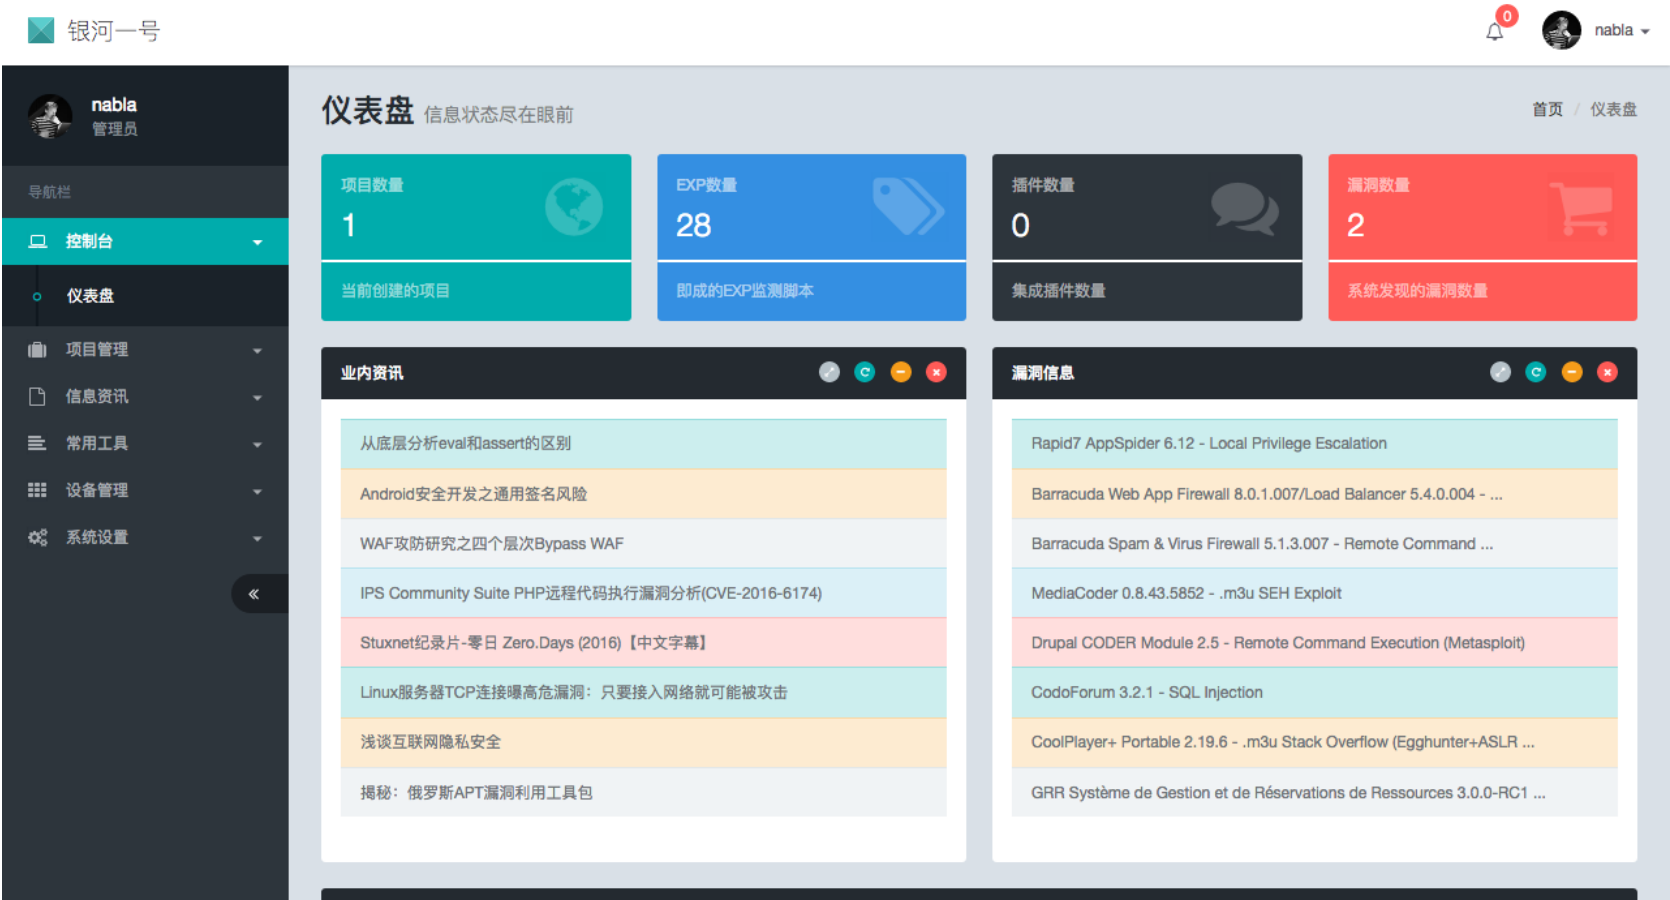 银河一号
0
nabla
nabla
管理员
导航栏
控制台
仪表盘
项目管理
信息资讯
常用工具
设备管理
系统设置
仪表盘 信息状态尽在眼前
首页 / 仪表盘
项目数量
1
当前创建的项目
EXP数量
28
即成的EXP监测脚本
插件数量
0
集成插件数量
漏洞数量
2
系统发现的漏洞数量
业内资讯
从底层分析eval和assert的区别
Android安全开发之通用签名风险
WAF攻防研究之四个层次Bypass WAF
IPS Community Suite PHP远程代码执行漏洞分析(CVE-2016-6174)
Stuxnet纪录片-零日 Zero.Days (2016)【中文字幕】
Linux服务器TCP连接曝高危漏洞：只要接入网络就可能被攻击
浅谈互联网隐私安全
揭秘：俄罗斯APT漏洞利用工具包
漏洞信息
Rapid7 AppSpider 6.12 - Local Privilege Escalation
Barracuda Web App Firewall 8.0.1.007/Load Balancer 5.4.0.004 - ...
Barracuda Spam & Virus Firewall 5.1.3.007 - Remote Command ...
MediaCoder 0.8.43.5852 - .m3u SEH Exploit
Drupal CODER Module 2.5 - Remote Command Execution (Metasploit)
CodoForum 3.2.1 - SQL Injection
CoolPlayer+ Portable 2.19.6 - .m3u Stack Overflow (Egghunter+ASLR ...
GRR Système de Gestion et de Réservations de Ressources 3.0.0-RC1 ...